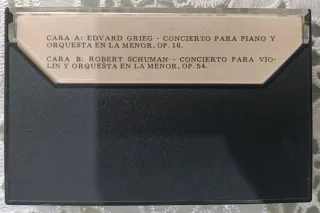 CARA A: EDVARD GRIEG - CONCIERTO PARA PIANO Y
ORQUESTA EN LA MENOR, OP. 16.
CARA B: ROBERT SCHUMAN - CONCIERTO PARA VIO-
LIN Y ORQUESTA EN LA MENOR, OP. 54.